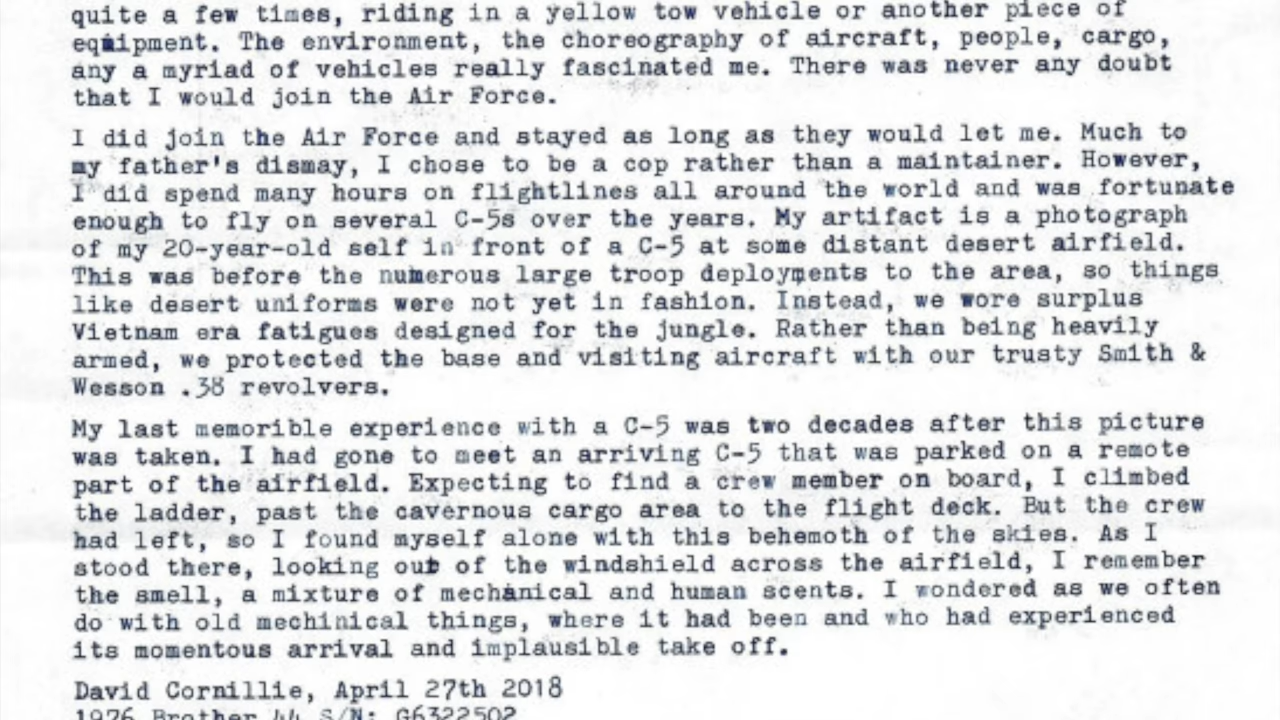 quite a few times, riding in a yellow tow vehicle or another piece of
equipment. The environment, the choreography of aircraft, people, cargo,
any a myriad of vehicles really fascinated me. There was never any doubt
that I would join the Air Force.
I did join the Air Force and stayed as long as they would let me. Much to
my father's dismay, I chose to be a cop rather than a maintainer. However,
I did spend many hours on flightlines all around the world and was fortunate
enough to fly on several C-5s over the years. My artifact is a photograph
of my 20-year-old self in front of a C-5 at some distant desert airfield.
This was before the numerous large troop deployments to the area, so things
like desert uniforms were not yet in fashion. Instead, we wore surplus
Vietnam era fatigues designed for the jungle. Rather than being heavily
armed, we protected the base and visiting aircraft with our trusty Smith &
Wesson .38 revolvers.
My last memorible experience with a C-5 was two decades after this picture
was taken. I had gone to meet an arriving C-5 that was parked on a remote
part of the airfield. Expecting to find a crew member on board, I climbed
the ladder, past the cavernous cargo area to the flight deck. But the crew
had left, so I found myself alone with this behemoth of the skies. As I
stood there, looking out of the windshield across the airfield, I remember
the smell, a mixture of mechanical and human scents. I wondered as we often
do with old mechinical things, where it had been and who had experienced
its momentous arrival and implausible take off.
David Cornillie, April 27th 2018
1976 Brother 44 S/N: G6322502